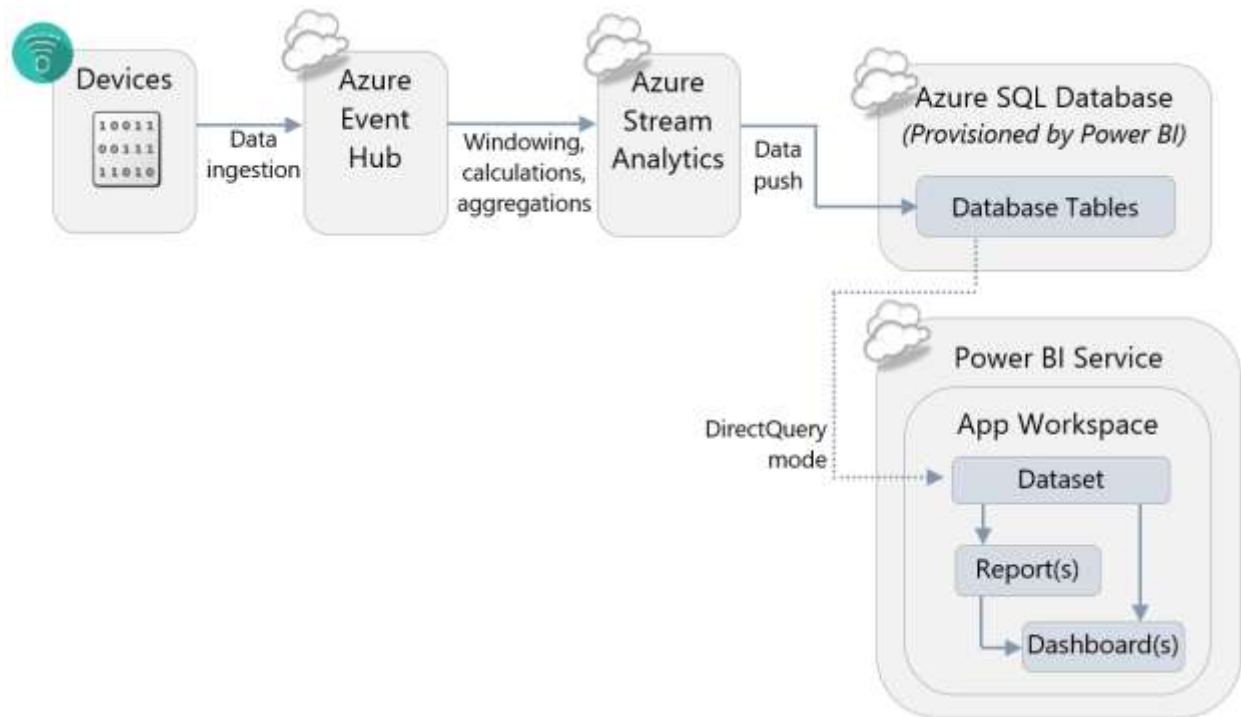 Devices
10011
00111
11010
Data
ingestion
Azure
Event
Hub
Windowing,
calculations,
aggregations
Azure
Stream
Analytics
Data
push
Azure SQL Database
(Provisioned by Power BI)
Database Tables
DirectQuery
mode
Power BI Service
App Workspace
Dataset
Report(s)
Dashboard(s)